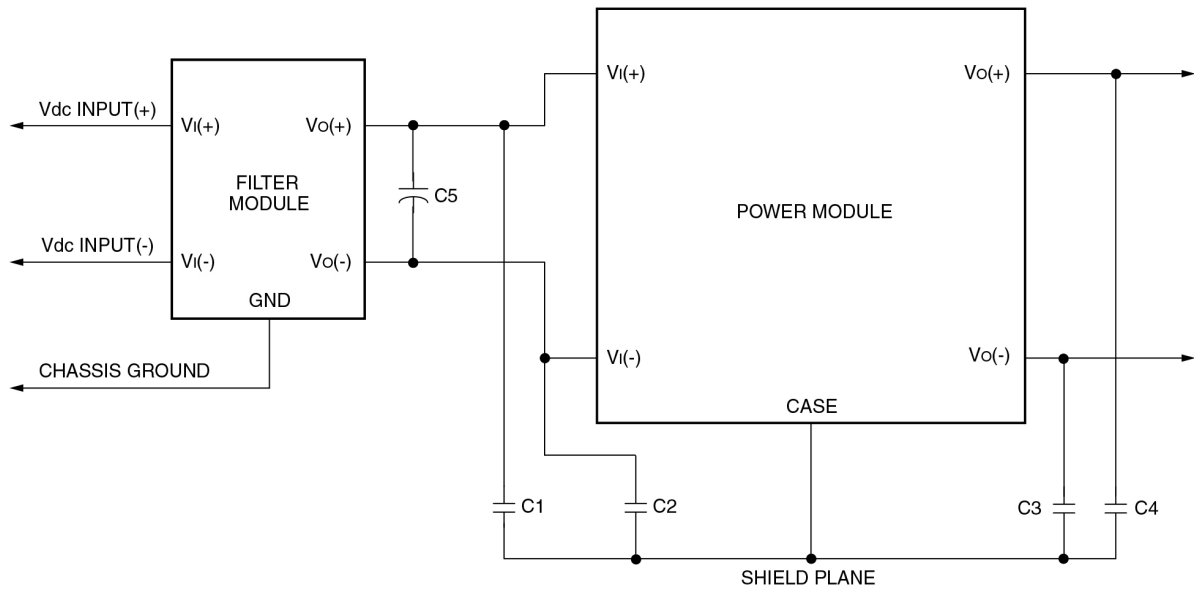 Vdc INPUT(+)
VI(+)
VO(+)
VI(+)
VO(+)
FILTER
MODULE
C5
POWER MODULE
Vdc INPUT(-)
VI(-)
VO(-)
GND
CHASSIS GROUND
VI(-)
VO(-)
CASE
C1
C2
C3
C4
SHIELD PLANE